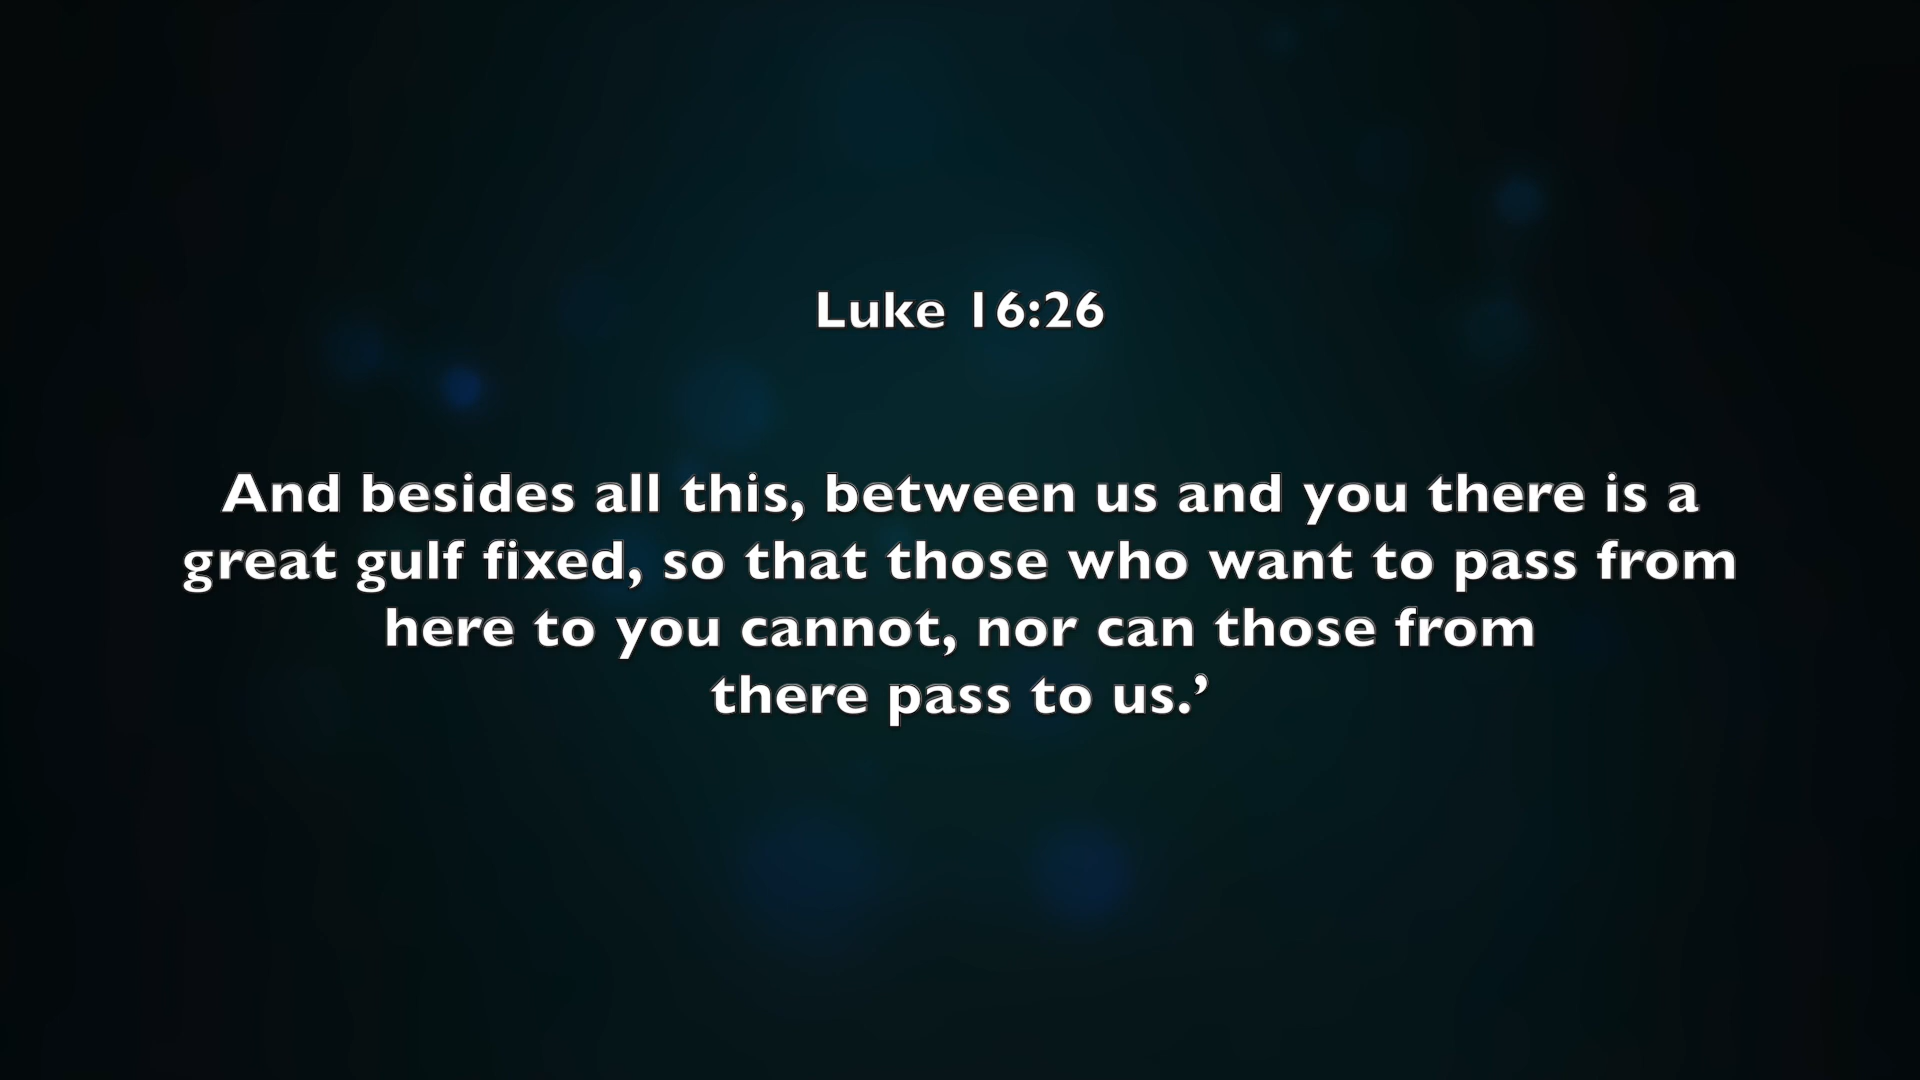 Luke 16:26
And besides all this, between us and you there is a
great gulf fixed, so that those who want to pass from
here to you cannot, nor can those from
there pass to us.’